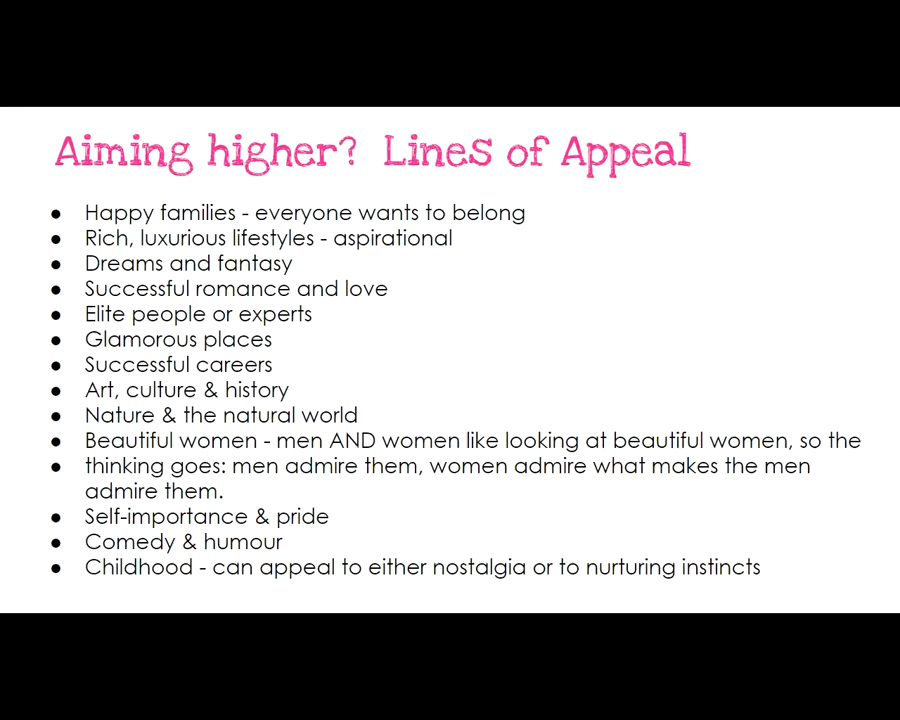 Aiming higher? Lines of Appeal
● Happy families - everyone wants to belong
● Rich, luxurious lifestyles - aspirational
● Dreams and fantasy
● Successful romance and love
● Elite people or experts
● Glamorous places
● Successful careers
● Art, culture & history
● Nature & the natural world
● Beautiful women - men AND women like looking at beautiful women, so the
● thinking goes: men admire them, women admire what makes the men
admire them.
● Self-importance & pride
● Comedy & humour
● Childhood - can appeal to either nostalgia or to nurturing instincts